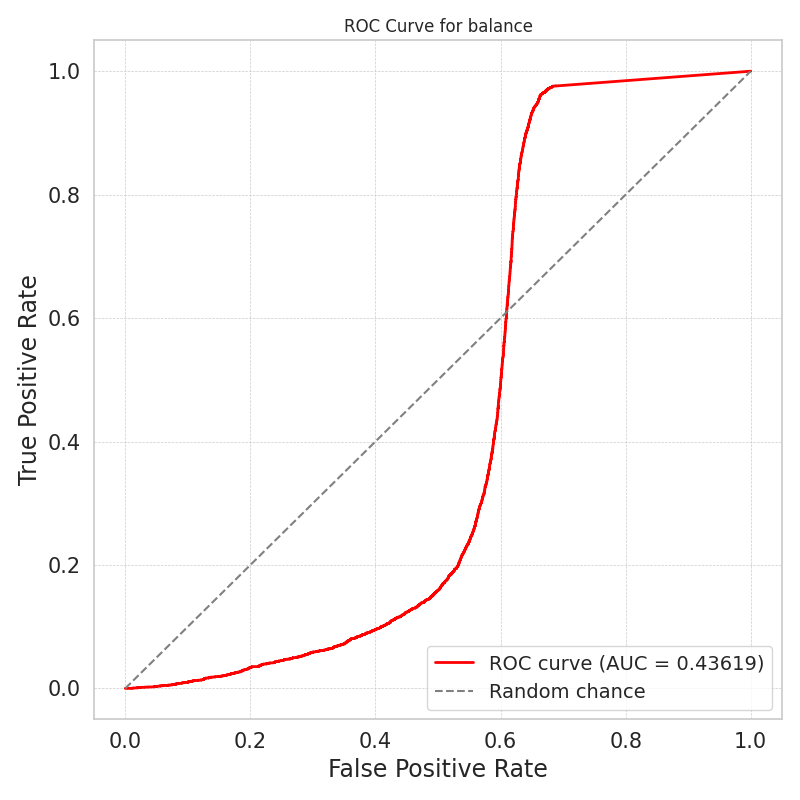 ROC Curve for balance
1.0
0.8
0.6
0.4
0.2
0.0
True Positive Rate
ROC curve (AUC = 0.43619)
Random chance
0.0 0.2 0.4 0.6 0.8 1.0
False Positive Rate